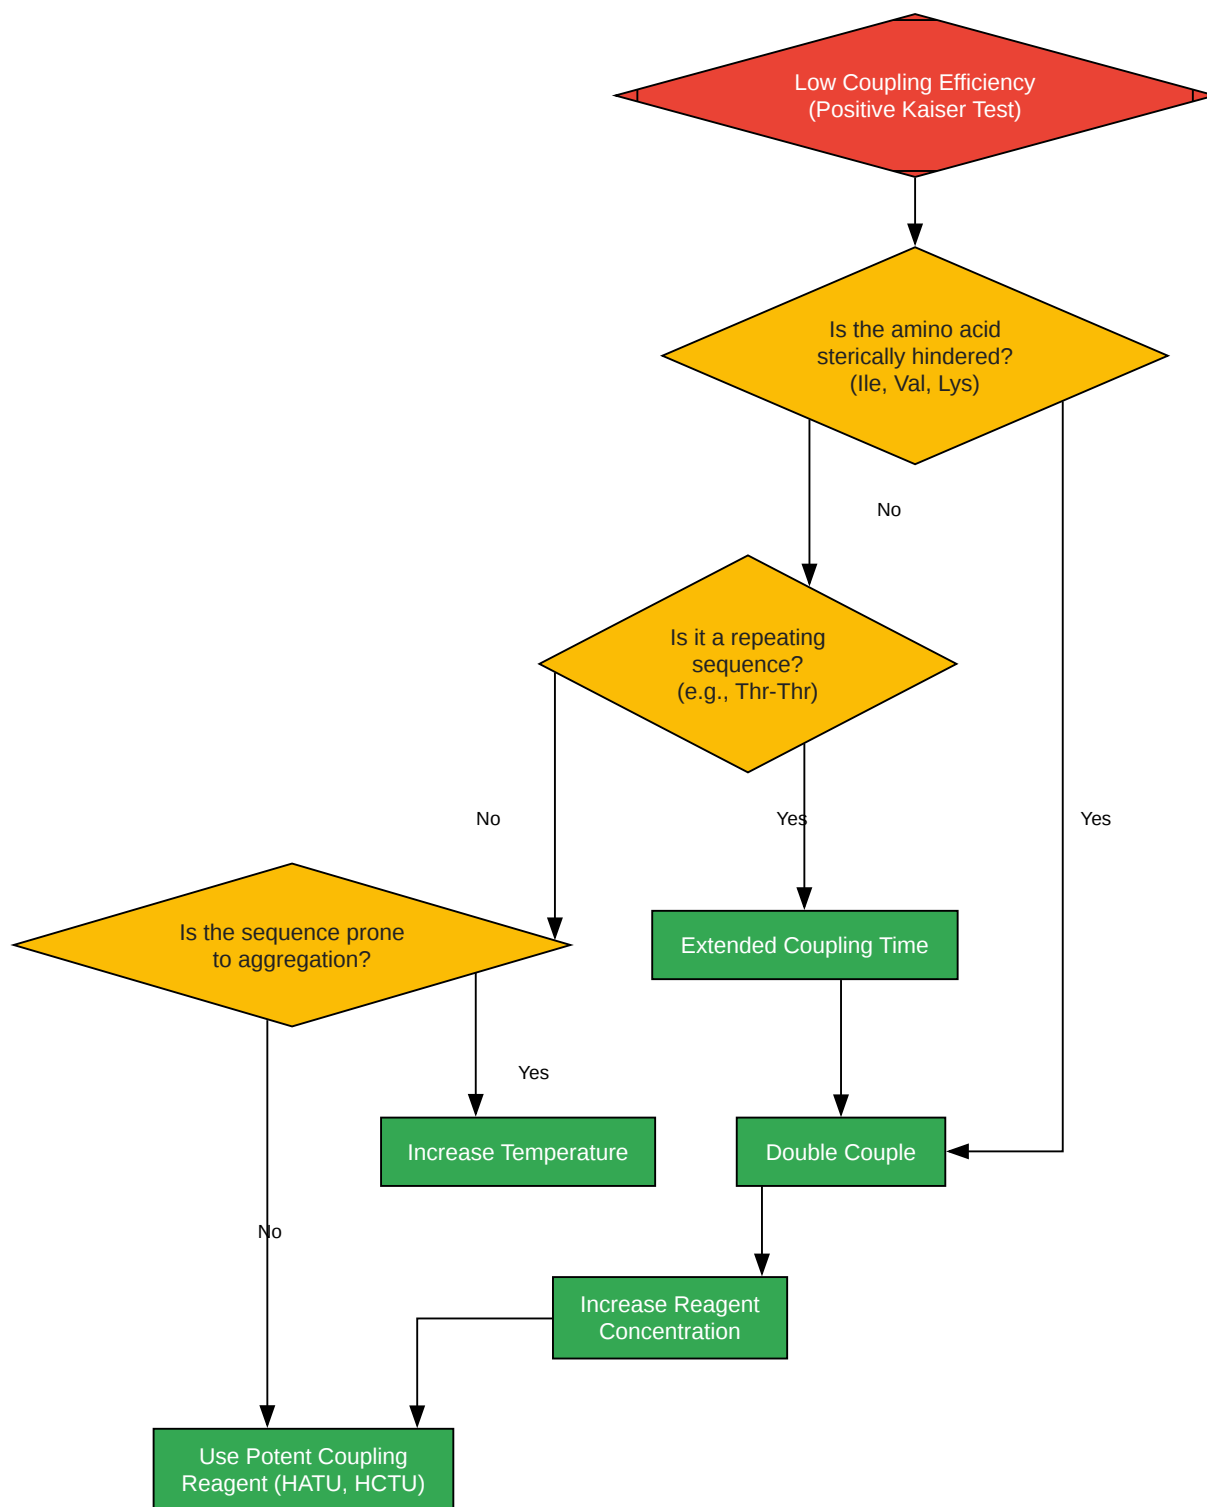 Low Coupling Efficiency
(Positive Kaiser Test)
Is the amino acid
sterically hindered?
(Ile, Val, Lys)
No
Is it a repeating
sequence?
(e.g., Thr-Thr)
No
Yes
Yes
Is the sequence prone
to aggregation?
Extended Coupling Time
Yes
Increase Temperature
Double Couple
No
Increase Reagent
Concentration
Use Potent Coupling
Reagent (HATU, HCTU)